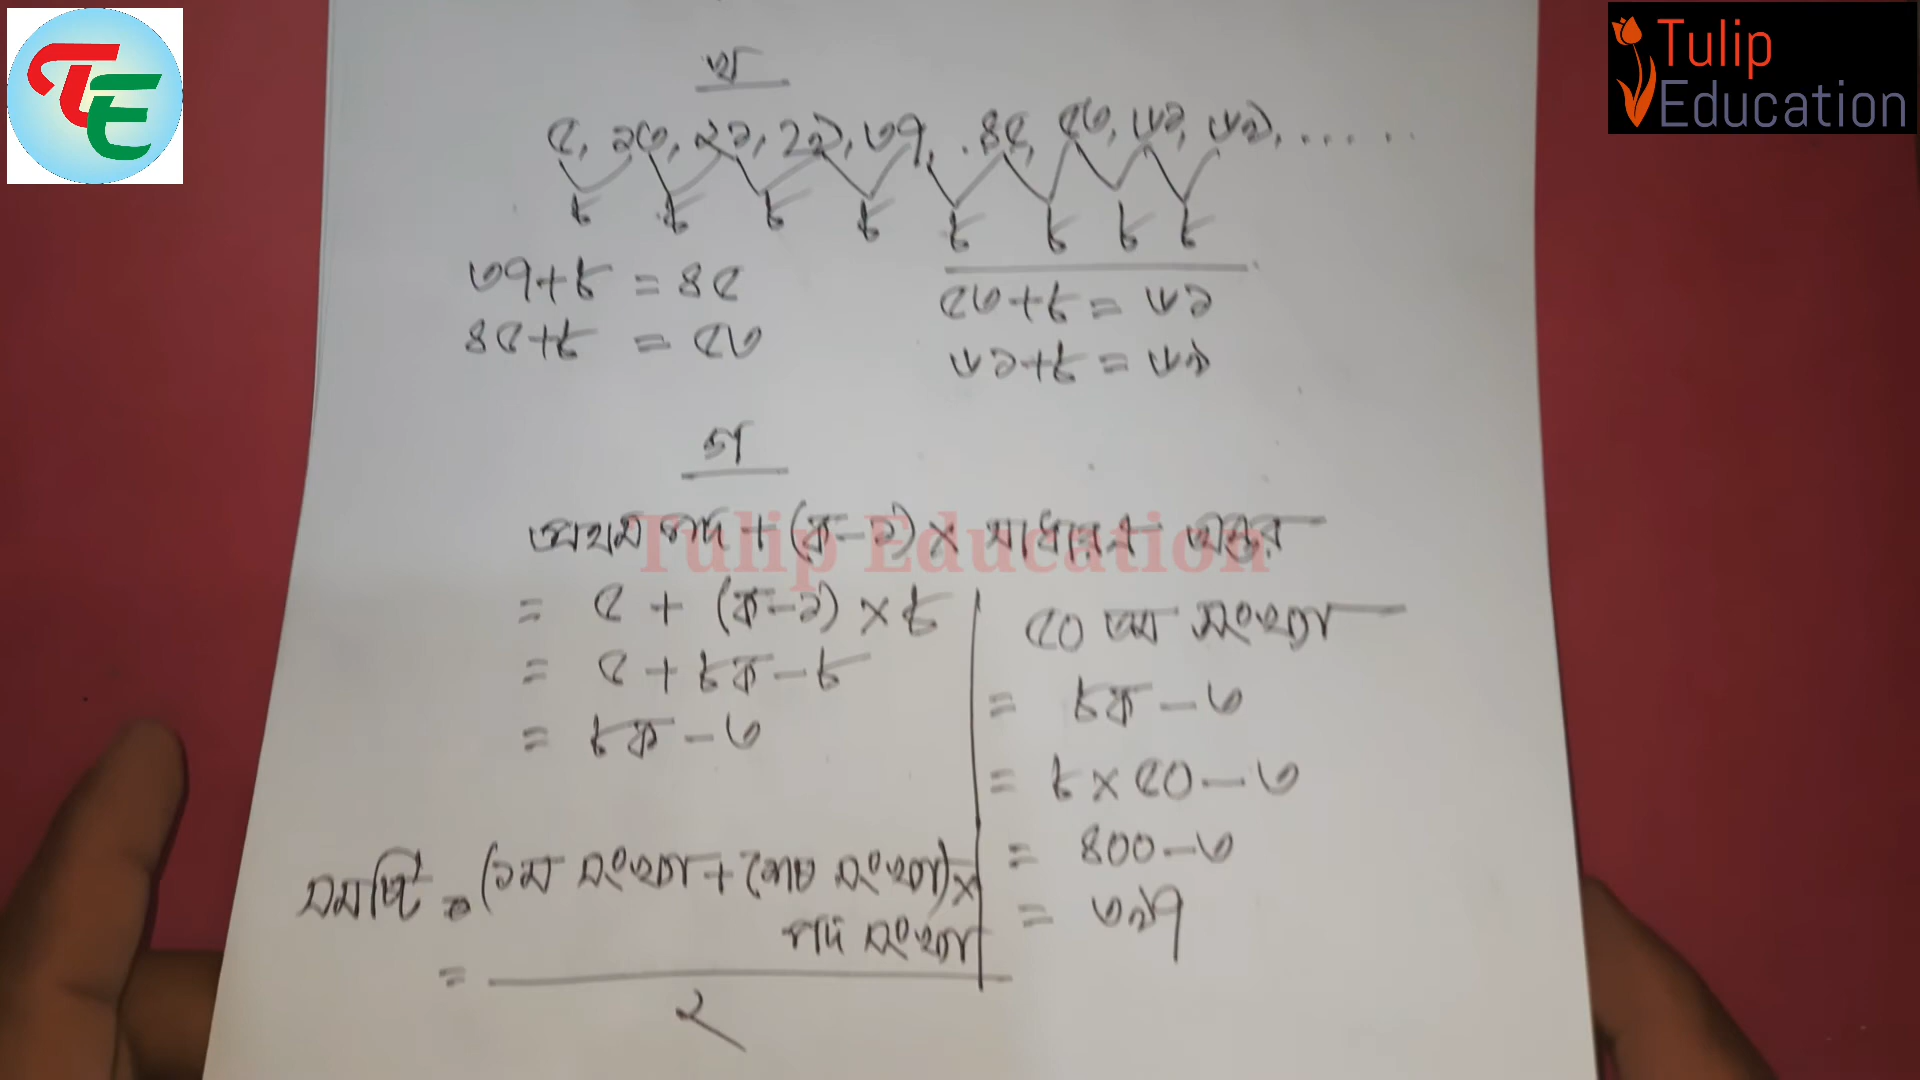 TE
Tulip Education
খ
৫, ১৩, ২১, ২৯, ৩৭, ৪৫, ৫৩, ৬১, ৬৯, ......
৮ ৮ ৮ ৮ ৮ ৮ ৮ ৮
৩৭+৮ = ৪৫
৪৫+৮ = ৫৩
৫৩+৮ = ৬১
৬১+৮ = ৬৯
গ
প্রথম পদ + (ক-১) × সাধারণ অন্তর
Tulip Education
= ৫ + (ক-১) × ৮
= ৫ + ৮ক - ৮
= ৮ক - ৩
৫০ তম সংখ্যা
= ৮ক - ৩
= ৮ × ৫০ - ৩
= ৪০০ - ৩
= ৩৯৭
সমষ্টি = (১ম সংখ্যা + শেষ সংখ্যা) ×
পদ সংখ্যা
=
২